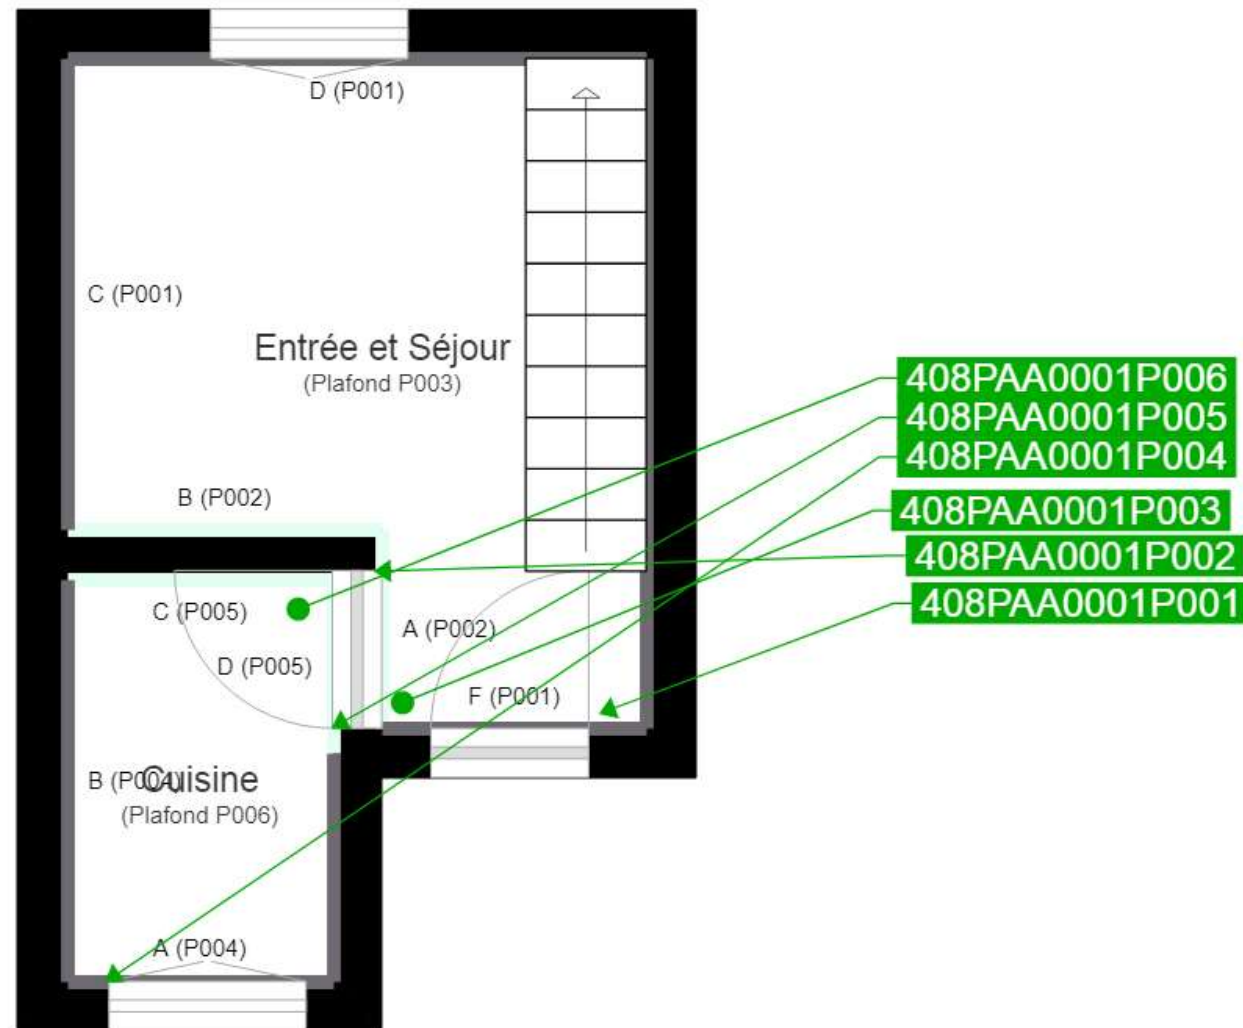 D (P001)
C (P001)
Entrée et Séjour
(Plafond P003)
408PAA0001P006
408PAA0001P005
408PAA0001P004
B (P002)
408PAA0001P003
408PAA0001P002
408PAA0001P001
C (P005)
A (P002)
D (P005)
F (P001)
B (P004)
Cuisine
(Plafond P006)
A (P004)